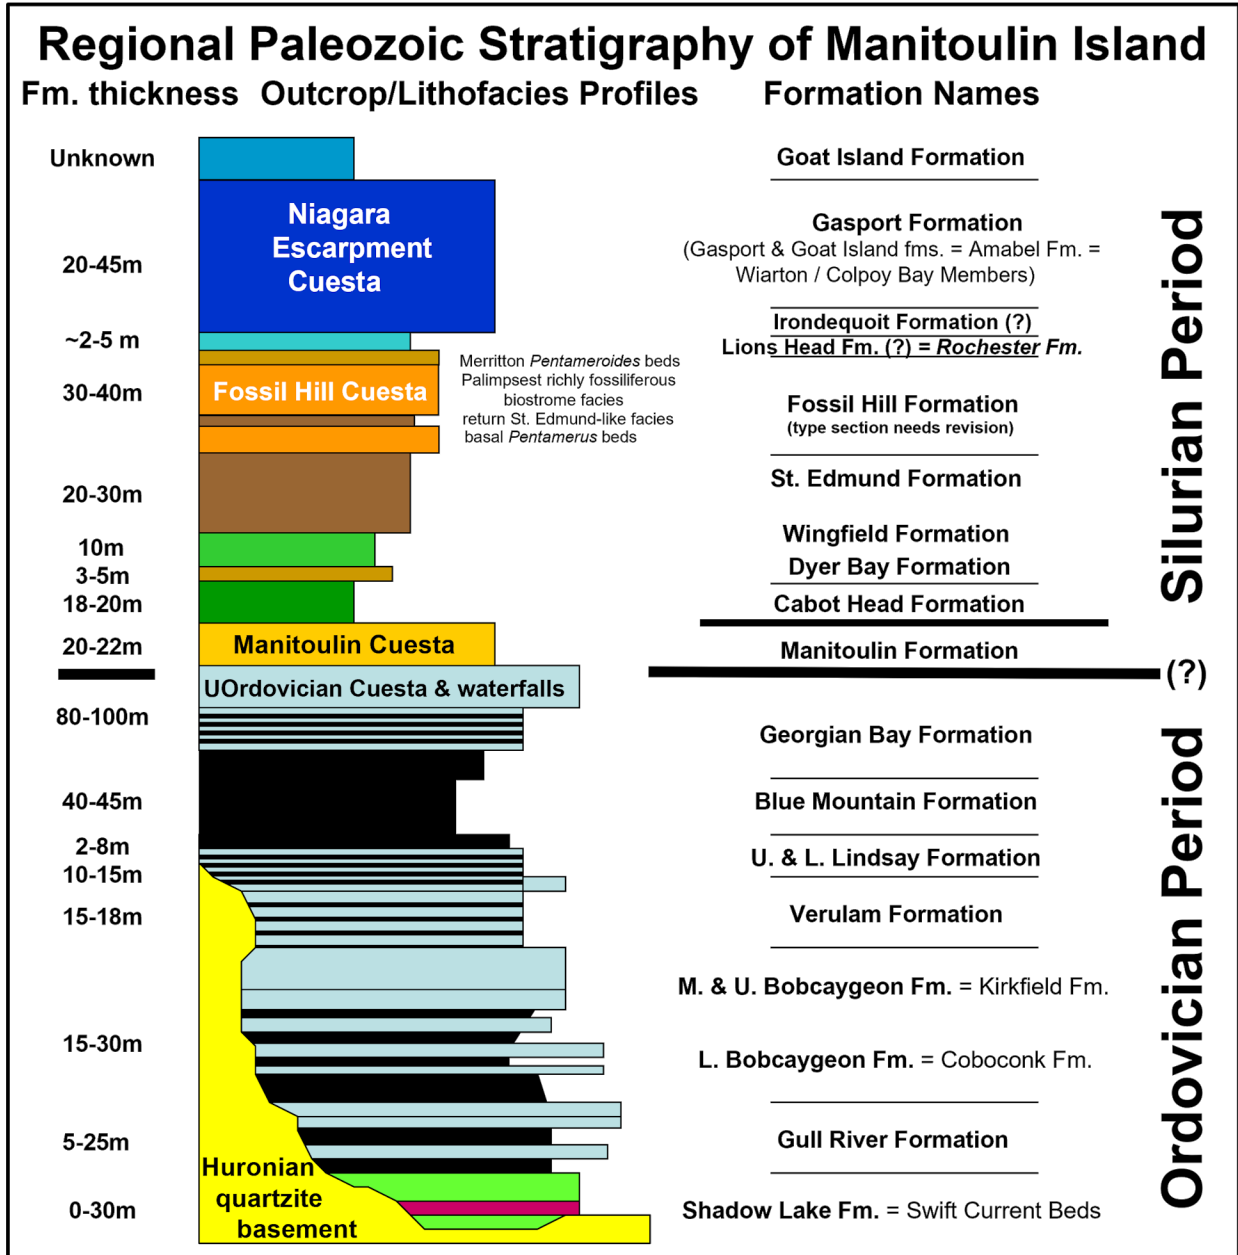 Regional Paleozoic Stratigraphy of Manitoulin Island
Fm. thickness Outcrop/Lithofacies Profiles Formation Names
Unknown
Goat Island Formation
Niagara
Escarpment
Cuesta
20-45m
Gasport Formation
(Gasport & Goat Island fms. = Amabel Fm. =
Wiarton / Colpoy Bay Members)
~2-5 m
Irondequoit Formation (?)
Lions Head Fm. (?) = Rochester Fm.
30-40m
Fossil Hill Cuesta
Merritton Pentameroides beds
Palimpsest richly fossiliferous
biostrome facies
return St. Edmund-like facies
basal Pentamerus beds
Fossil Hill Formation
(type section needs revision)
20-30m
St. Edmund Formation
10m
Wingfield Formation
3-5m
Dyer Bay Formation
18-20m
Cabot Head Formation
20-22m
Manitoulin Cuesta
Manitoulin Formation
Silurian Period
(?)
UOrdovician Cuesta & waterfalls
80-100m
Georgian Bay Formation
40-45m
Blue Mountain Formation
2-8m
U. & L. Lindsay Formation
10-15m
15-18m
Verulam Formation
M. & U. Bobcaygeon Fm. = Kirkfield Fm.
15-30m
L. Bobcaygeon Fm. = Coboconk Fm.
5-25m
Gull River Formation
Huronian
quartzite
basement
0-30m
Shadow Lake Fm. = Swift Current Beds
Ordovician Period